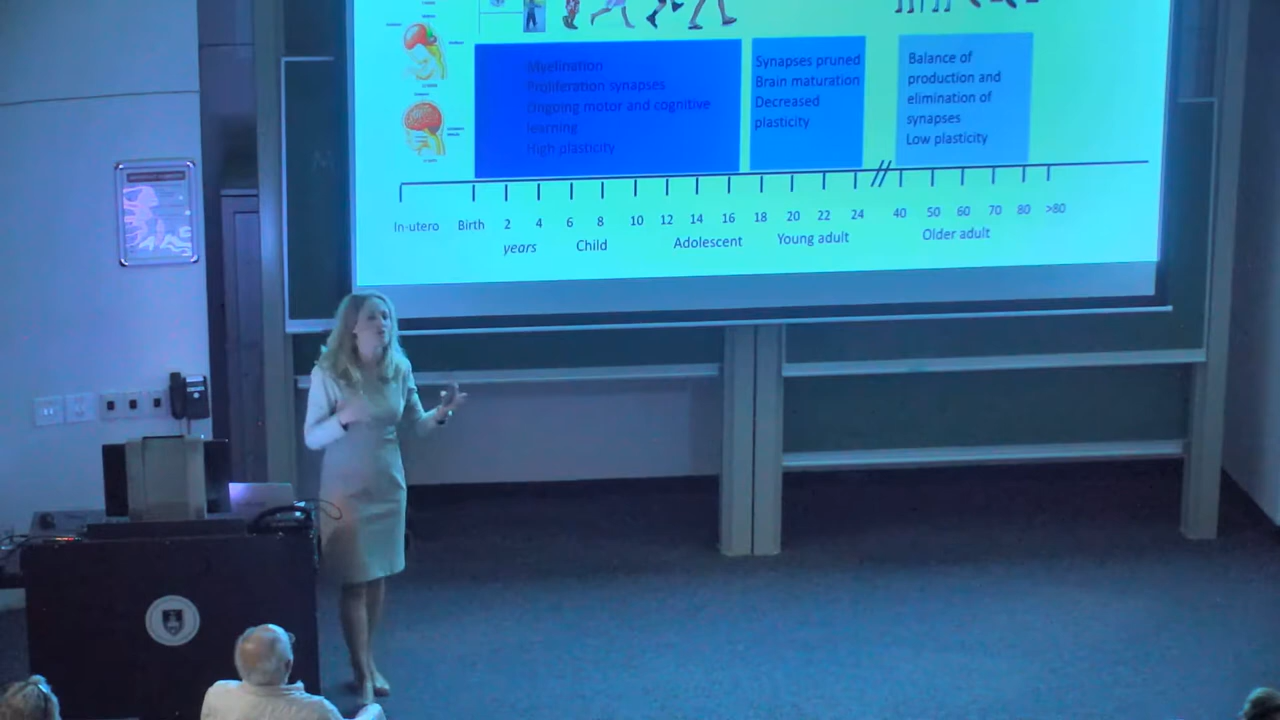 Myelination
Proliferation synapses
Ongoing motor and cognitive
learning
High plasticity
Synapses pruned
Brain maturation
Decreased
plasticity
Balance of
production and
elimination of
synapses
Low plasticity
In-utero Birth 2 4 6 8 10 12 14 16 18 20 22 24 40 50 60 70 80 >80
years Child Adolescent Young adult Older adult